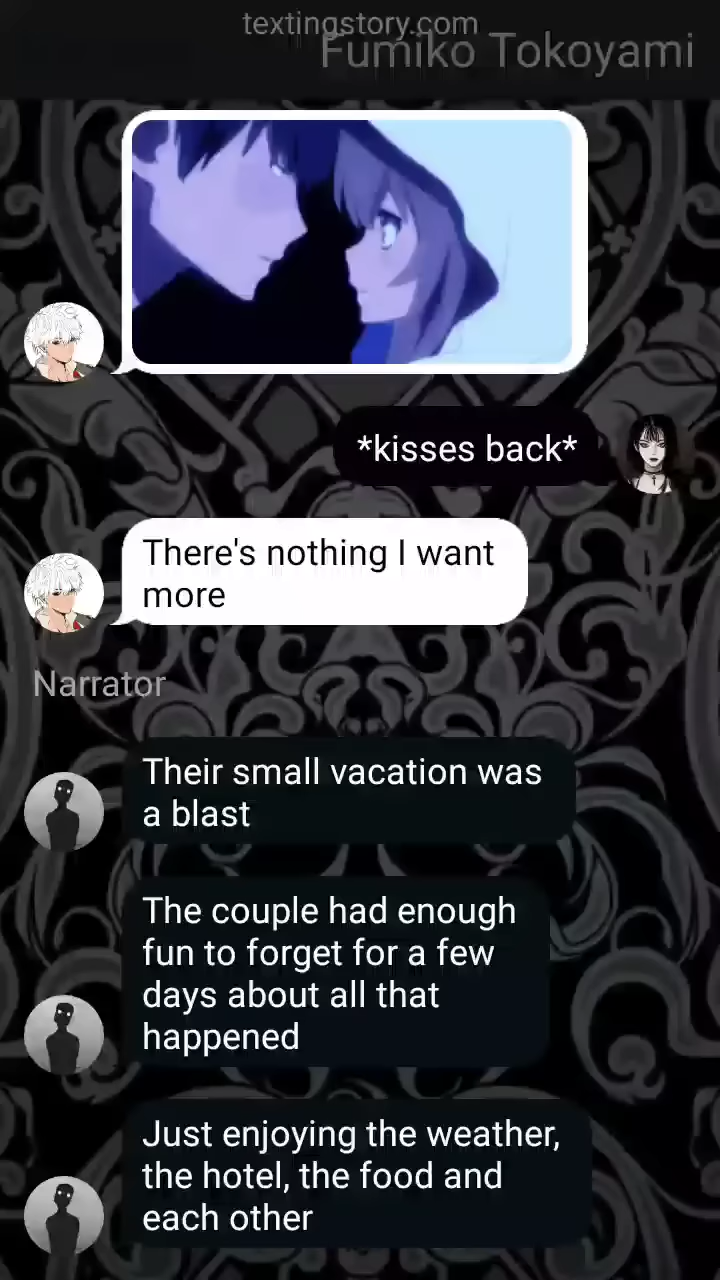 textingstory.com
Fumiko Tokoyami
*kisses back*
There's nothing I want
more
Narrator
Their small vacation was
a blast
The couple had enough
fun to forget for a few
days about all that
happened
Just enjoying the weather,
the hotel, the food and
each other